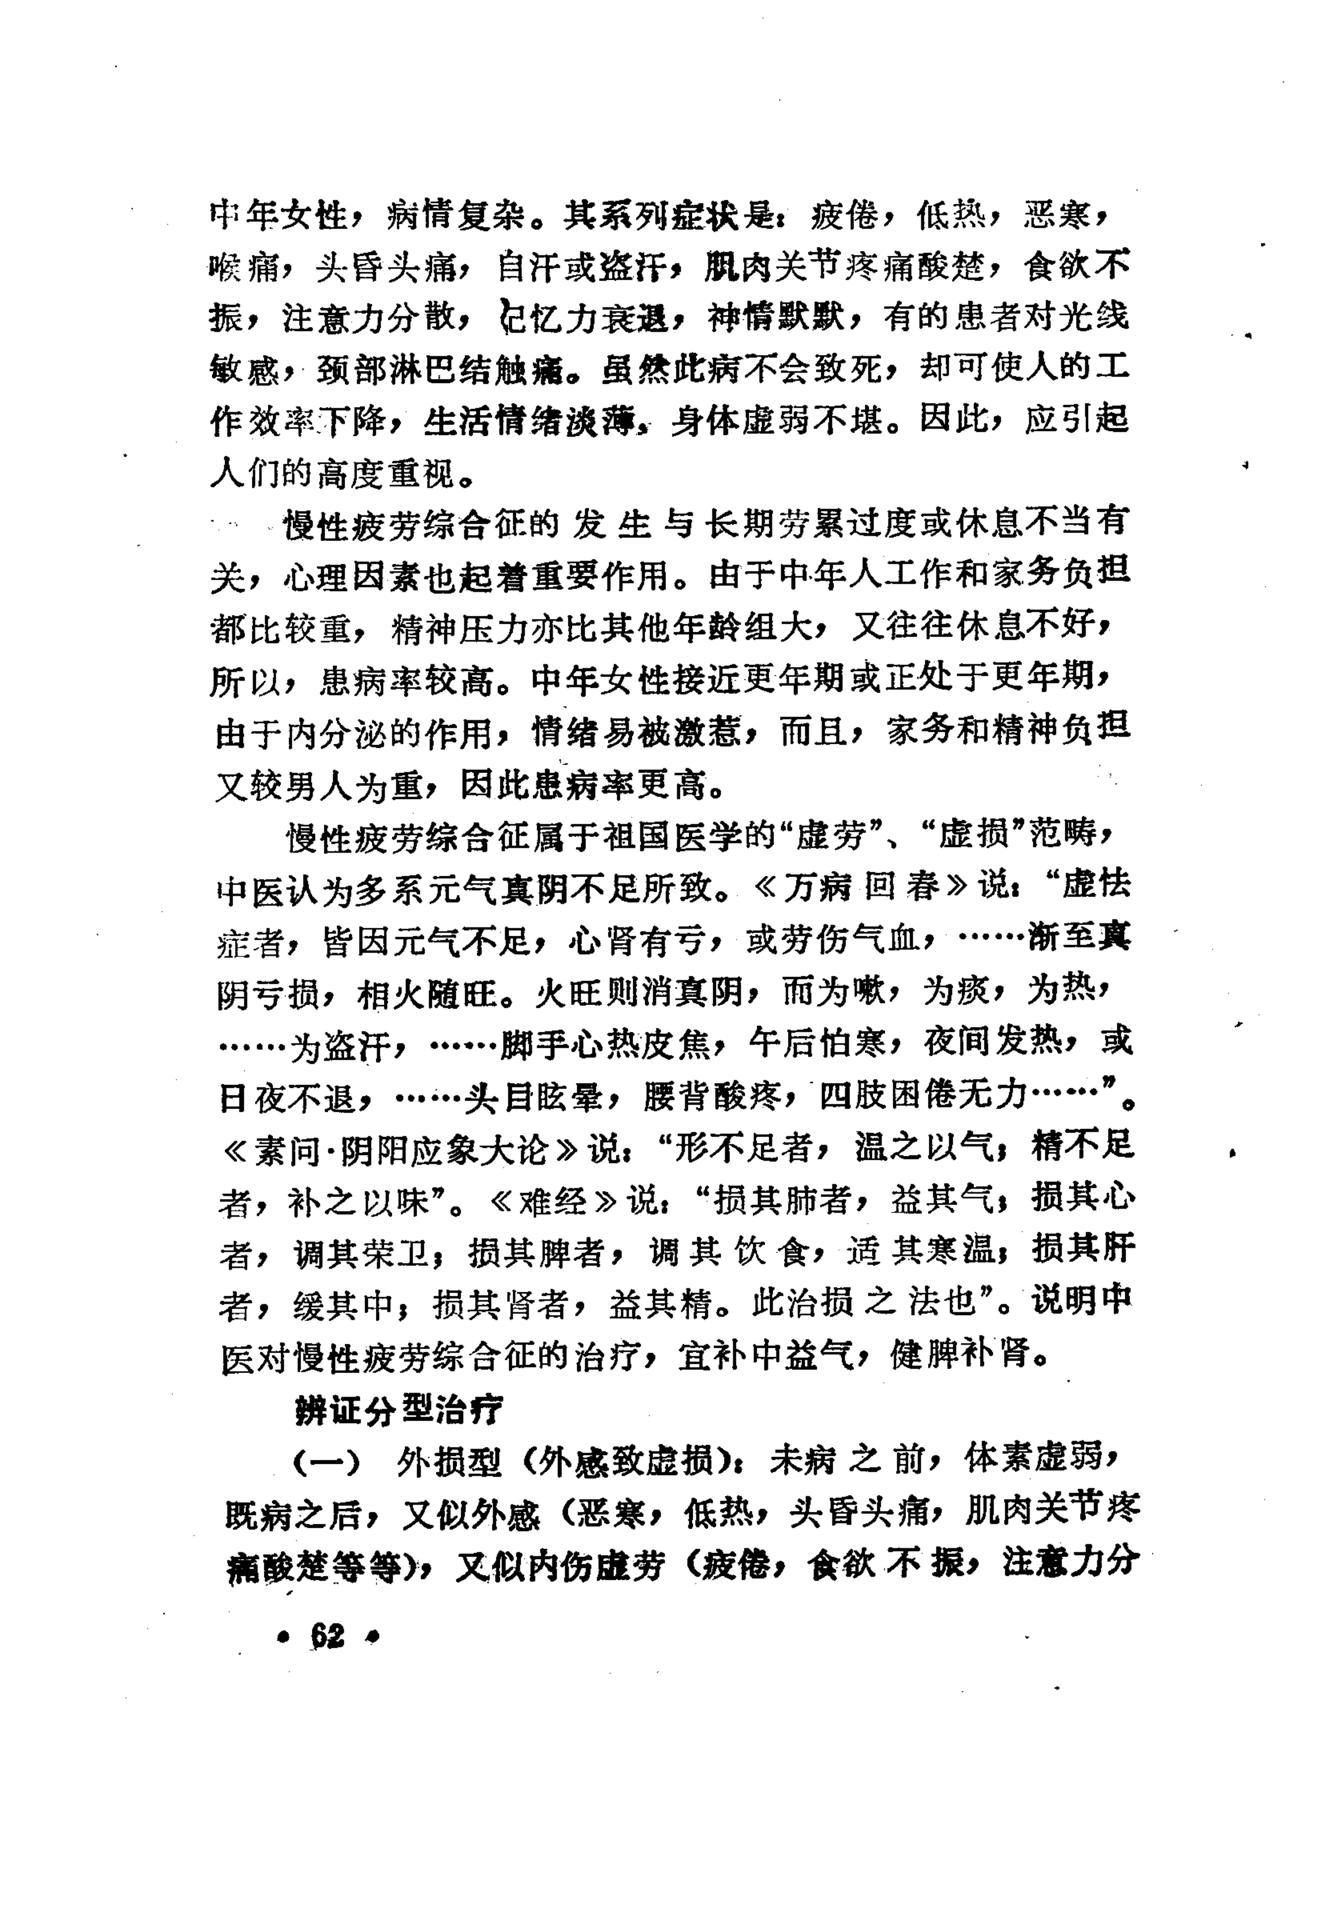 中年女性，病情复杂。其系列症状是：疲倦，低热，恶寒，
喉痛，头昏头痛，自汗或盗汗，肌肉关节疼痛酸楚，食欲不
振，注意力分散，记忆力衰退，神情默默，有的患者对光线
敏感，颈部淋巴结触痛。虽然此病不会致死，却可使人的工
作效率下降，生活情绪淡薄，身体虚弱不堪。因此，应引起
人们的高度重视。
慢性疲劳综合征的发生与长期劳累过度或休息不当有
关，心理因素也起着重要作用。由于中年人工作和家务负担
都比较重，精神压力亦比其他年龄组大，又往往休息不好，
所以，患病率较高。中年女性接近更年期或正处于更年期，
由于内分泌的作用，情绪易被激惹，而且，家务和精神负担
又较男人为重，因此患病率更高。
慢性疲劳综合征属于祖国医学的“虚劳”、“虚损”范畴，
中医认为多系元气真阴不足所致。《万病回春》说：“虚怯
症者，皆因元气不足，心肾有亏，或劳伤气血，……渐至真
阴亏损，相火随旺。火旺则消真阴，而为嗽，为痰，为热，
……为盗汗，……脚手心热皮焦，午后怕寒，夜间发热，或
日夜不退，……头目眩晕，腰背酸疼，四肢困倦无力……”。
《素问·阴阳应象大论》说：“形不足者，温之以气；精不足
者，补之以味”。《难经》说：“损其肺者，益其气；损其心
者，调其荣卫；损其脾者，调其饮食，适其寒温；损其肝
者，缓其中；损其肾者，益其精。此治损之法也”。说明中
医对慢性疲劳综合征的治疗，宜补中益气，健脾补肾。
辨证分型治疗
（一）外损型（外感致虚损）：未病之前，体素虚弱，
既病之后，又似外感（恶寒，低热，头昏头痛，肌肉关节疼
痛酸楚等等），又似内伤虚劳（疲倦，食欲不振，注意力分
• 62 •